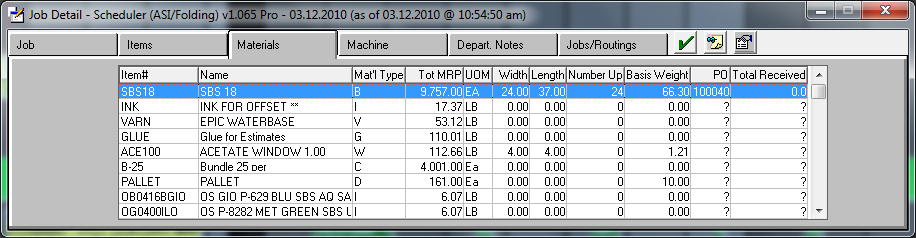 Job Detail - Scheduler (ASI/Folding) v1.065 Pro - 03.12.2010 (as of 03.12.2010 @ 10:54:50 am)
Job Items Materials Machine Depart. Notes Jobs/Routings
Item# Name Mat'l Type Tot MRP UOM Width Length Number Up Basis Weight PO Total Received
SBS18 SBS 18 B 9.757.00 EA 24.00 37.00 24 66.30 100040 0.0
INK INK FOR OFFSET ** I 17.37 LB 0.00 0.00 0 0.00 ? ?
VARN EPIC WATERBASE V 53.12 LB 0.00 0.00 0 0.00 ? ?
GLUE Glue for Estimates G 110.01 LB 0.00 0.00 0 0.00 ? ?
ACE100 ACETATE WINDOW 1.00 W 112.66 LB 4.00 4.00 0 1.21 ? ?
B-25 Bundle 25 per C 4.001.00 Ea 0.00 0.00 0 0.00 ? ?
PALLET PALLET D 161.00 Ea 0.00 0.00 0 10.00 ? ?
OB0416BGIO OS GIO P-629 BLU SBS AQ SA I 6.07 LB 0.00 0.00 0 0.00 ? ?
OG0400ILO OS P-8282 MET GREEN SBS U I 6.07 LB 0.00 0.00 0 0.00 ? ?